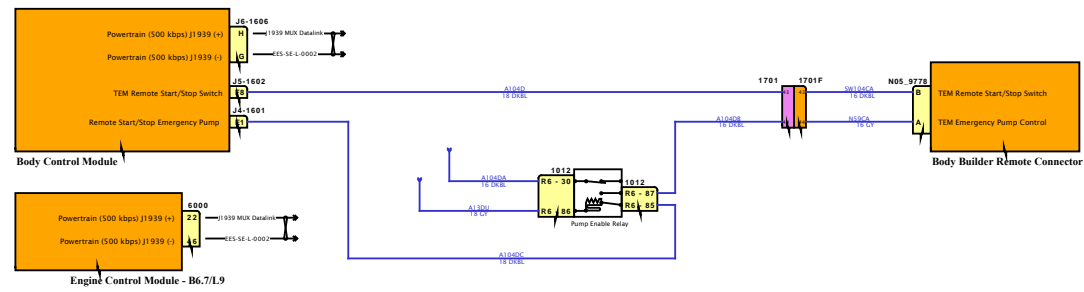 J6-1606
Powertrain (500 kbps) J1939 (+)
H
J1939 MUX Datalink
Powertrain (500 kbps) J1939 (-)
G
EES-SE-L-0002
J5-1602
TEM Remote Start/Stop Switch
A104D
18 DKBL
J4-1601
Remote Start/Stop Emergency Pump
E1
Body Control Module
1701
1701F
SW104CA
16 DKBL
N05_9778
B
TEM Remote Start/Stop Switch
A104DB
16 DKBL
N59CA
16 GY
A
TEM Emergency Pump Control
Body Builder Remote Connector
1012
A104DA
16 DKBL
R6 - 30
1012
R6 - 87
A13DU
18 GY
R6 - 86
R6 - 85
Pump Enable Relay
A104DC
18 DKBL
6000
Powertrain (500 kbps) J1939 (+)
22
J1939 MUX Datalink
Powertrain (500 kbps) J1939 (-)
46
EES-SE-L-0002
Engine Control Module - B6.7/L9